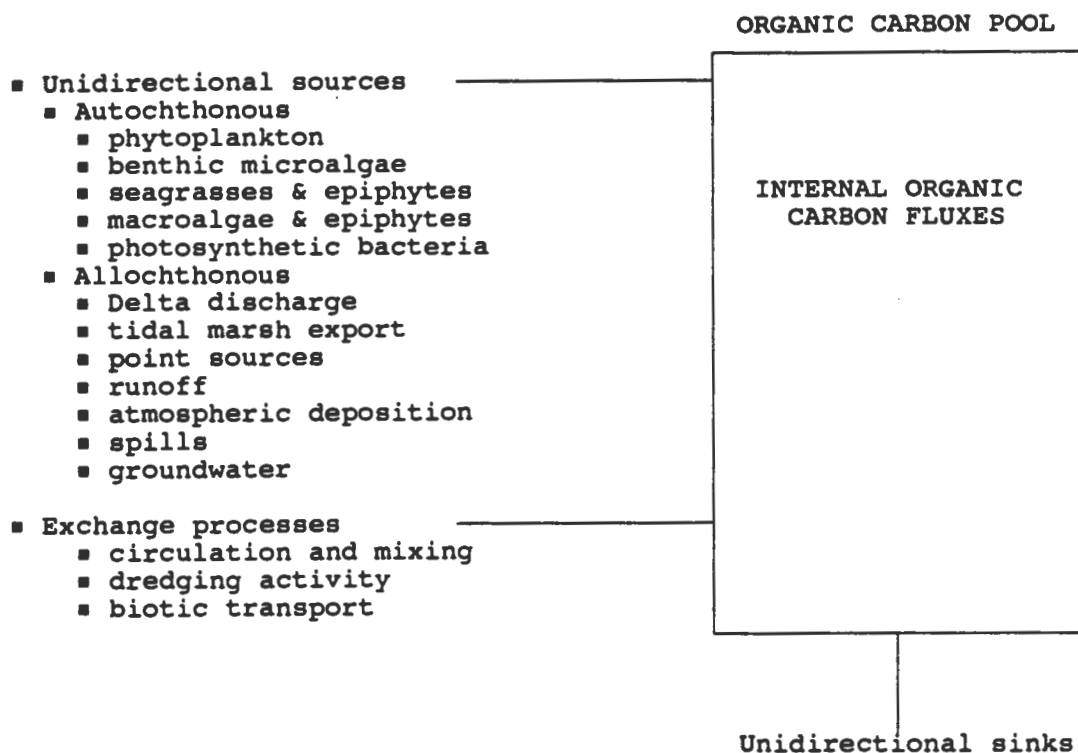 ORGANIC CARBON POOL
■ Unidirectional sources
■ Autochthonous
■ phytoplankton
■ benthic microalgae
■ seagrasses & epiphytes
■ macroalgae & epiphytes
■ photosynthetic bacteria
■ Allochthonous
■ Delta discharge
■ tidal marsh export
■ point sources
■ runoff
■ atmospheric deposition
■ spills
■ groundwater
■ Exchange processes
■ circulation and mixing
■ dredging activity
■ biotic transport
INTERNAL ORGANIC
CARBON FLUXES
Unidirectional sinks